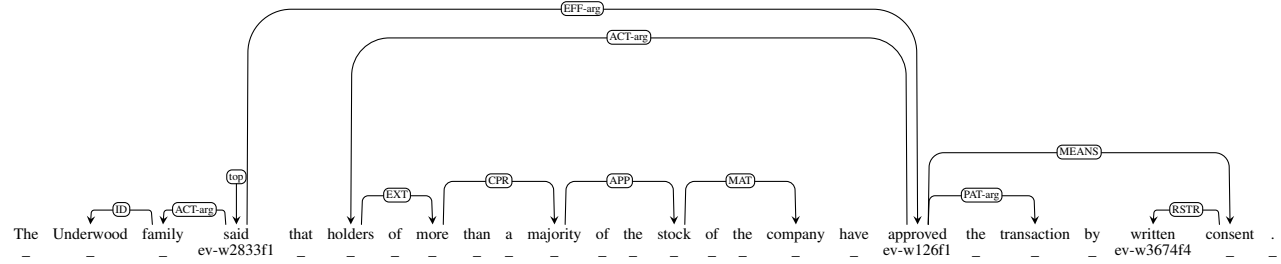 EFF-arg
ACT-arg
MEANS
top CPR APP MAT
EXT PAT-arg
ID ACT-arg RSTR
The Underwood family said that holders of more than a majority of the stock of the company have approved the transaction by written consent .
_ _ _ ev-w2833f1 _ _ _ _ _ _ _ _ _ _ _ _ _ _ ev-w126f1 _ _ _ ev-w3674f4 _ _